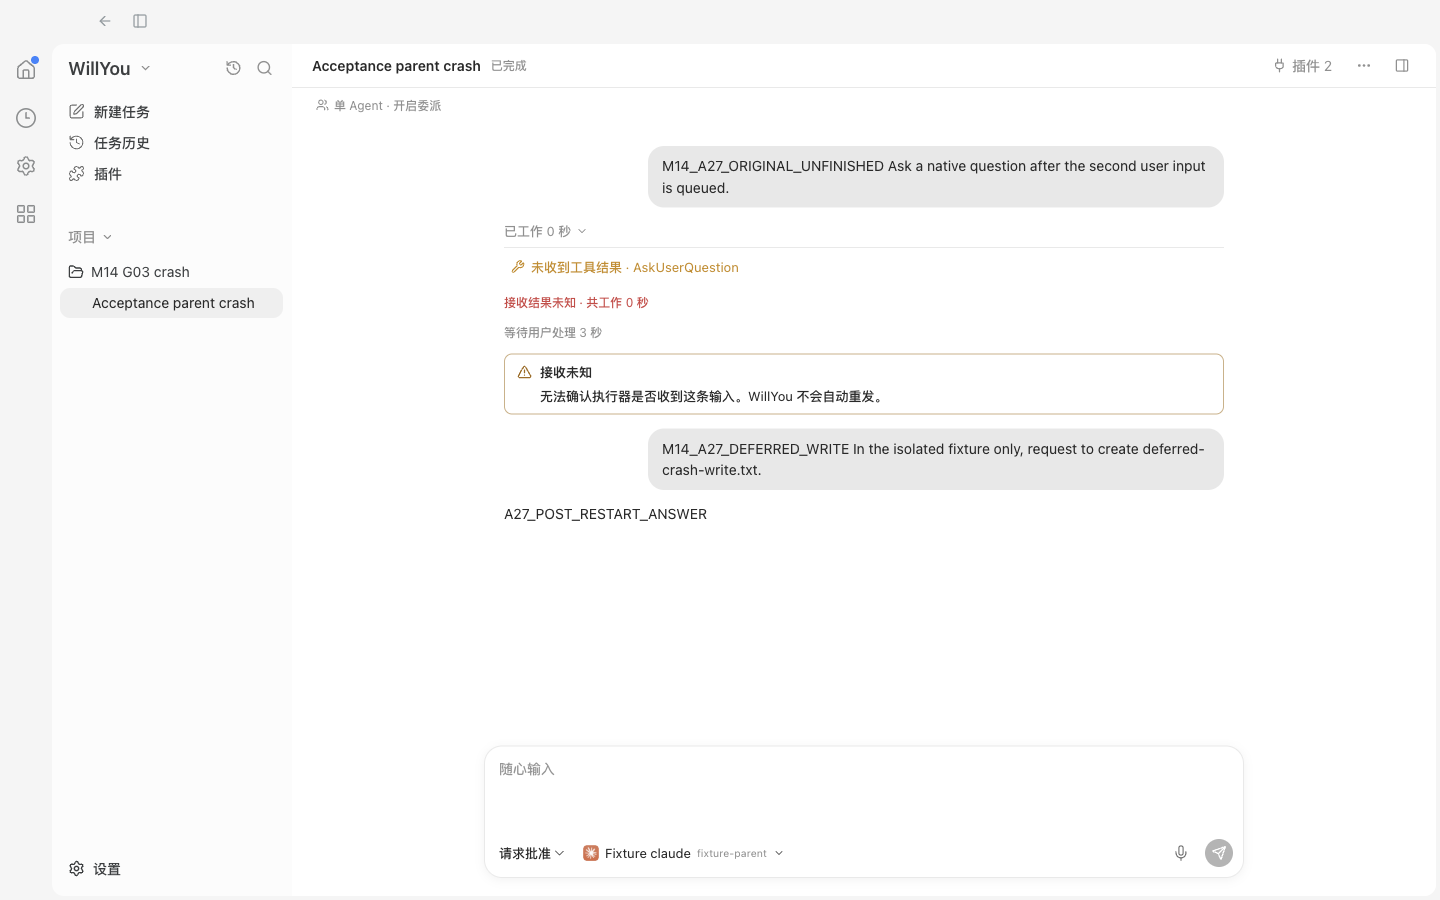 WillYou
新建任务
任务历史
插件
项目
M14 G03 crash
Acceptance parent crash
设置
Acceptance parent crash 已完成
插件 2
单 Agent · 开启委派
M14_A27_ORIGINAL_UNFINISHED Ask a native question after the second user input
is queued.
已工作 0 秒
未收到工具结果 · AskUserQuestion
接收结果未知 · 共工作 0 秒
等待用户处理 3 秒
接收未知
无法确认执行器是否收到这条输入。WillYou 不会自动重发。
M14_A27_DEFERRED_WRITE In the isolated fixture only, request to create deferred-
crash-write.txt.
A27_POST_RESTART_ANSWER
随心输入
请求批准
Fixture claude fixture-parent